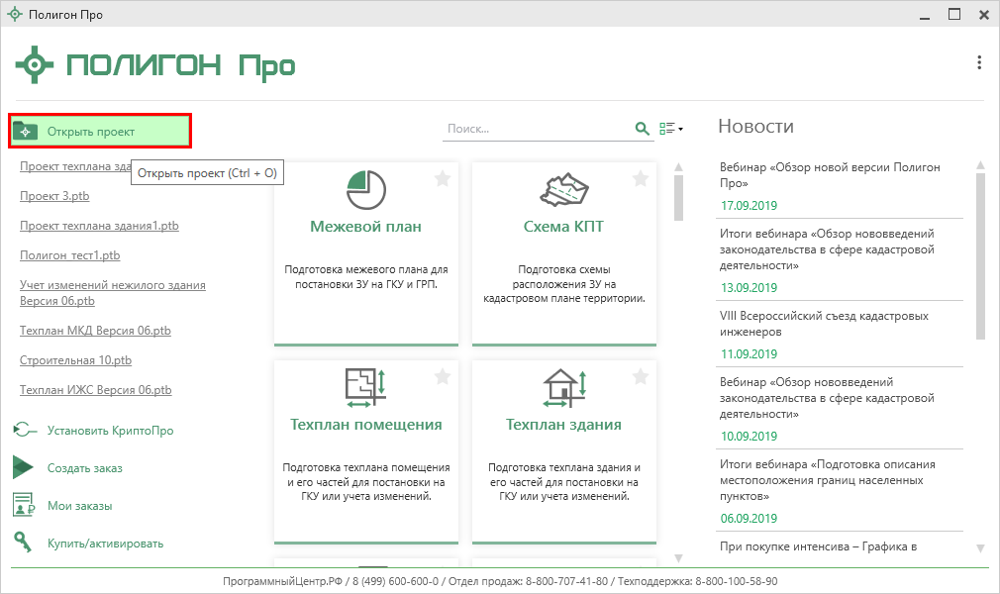 Полигон Про
ПОЛИГОН Про
Открыть проект
Проект техплана зда
Открыть проект (Ctrl + O)
Проект 3.ptb
Проект техплана здания1.ptb
Полигон_тест1.ptb
Учет изменений нежилого здания
Версия 06.ptb
Техплан МКД Версия 06.ptb
Строительная 10.ptb
Техплан ИЖС Версия 06.ptb
Установить КриптоПро
Создать заказ
Мои заказы
Купить/активировать
Поиск...
Межевой план
Подготовка межевого плана для
постановки ЗУ на ГКУ и ГРП.
Схема КПТ
Подготовка схемы
расположения ЗУ на
кадастровом плане территории.
Техплан помещения
Подготовка техплана помещения
и его частей для постановки на
ГКУ или учета изменений.
Техплан здания
Подготовка техплана здания и
его частей для постановки на
ГКУ или учета изменений.
Новости
Вебинар «Обзор новой версии Полигон
Про»
17.09.2019
Итоги вебинара «Обзор нововведений
законодательства в сфере кадастровой
деятельности»
13.09.2019
VIII Всероссийский съезд кадастровых
инженеров
11.09.2019
Вебинар «Обзор нововведений
законодательства в сфере кадастровой
деятельности»
10.09.2019
Итоги вебинара «Подготовка описания
местоположения границ населенных
пунктов»
06.09.2019
При покупке интенсива – Графика в
ПрограммныйЦентр.РФ / 8 (499) 600-600-0 / Отдел продаж: 8-800-707-41-80 / Техподдержка: 8-800-100-58-90